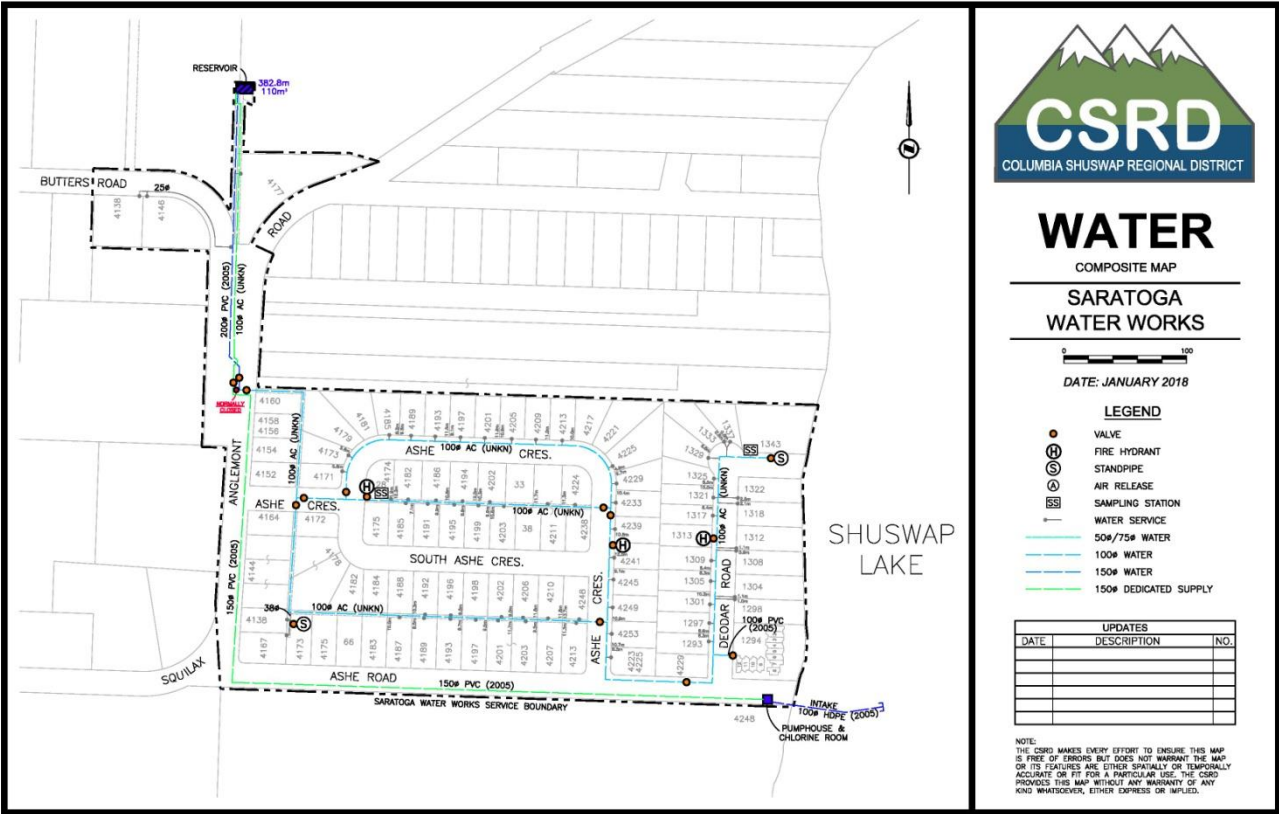 RESERVOIR
382.8m
110m³
BUTTERS ROAD
25ø
4138
4146
4177
ROAD
200ø PVC (2005)
100ø AC (UNKN)
NORMALLY
CLOSED
ANGLEMONT
150ø PVC (2005)
4160
4158
4156
4154
4152
100ø AC (UNKN)
4181
4179
4173
4171
4185
4189
4193
4197
4201
4205
4209
4213
4217
4221
4225
4229
4233
4239
4241
4245
4249
4253
ASHE 100ø AC (UNKN) CRES.
4174
4182
4186
4194
4202
33
4224
SS
H
100ø AC (UNKN)
ASHE CRES.
4164
4172
4144
4138
4187
4178
4175
4185
4191
4195
4199
4203
38
4211
4238
SOUTH ASHE CRES.
4182
4184
4188
4192
4196
4198
4202
4206
4210
4248
38ø
S
100ø AC (UNKN)
4173
4175
66
4183
4187
4189
4193
4197
4201
4203
4207
4213
4223
4225
4229
ASHE CRES.
H
1333
1337
1329
1325
1321
1317
1313
1309
1305
1301
1297
1293
SS
1343
S
1322
1318
1312
1308
1304
1298
1294
H
100ø AC (UNKN)
DEODAR ROAD
100ø PVC
(2005)
SQUILAX
ASHE ROAD
150ø PVC (2005)
SARATOGA WATER WORKS SERVICE BOUNDARY
4248
INTAKE
100ø HDPE (2005)
PUMPHOUSE &
CHLORINE ROOM
SHUSWAP
LAKE
CSRD
COLUMBIA SHUSWAP REGIONAL DISTRICT
WATER
COMPOSITE MAP
SARATOGA
WATER WORKS
0 100
DATE: JANUARY 2018
LEGEND
VALVE
H FIRE HYDRANT
S STANDPIPE
A AIR RELEASE
SS SAMPLING STATION
WATER SERVICE
50ø/75ø WATER
100ø WATER
150ø WATER
150ø DEDICATED SUPPLY
UPDATES
DATE DESCRIPTION NO.
NOTE:
THE CSRD MAKES EVERY EFFORT TO ENSURE THIS MAP
IS FREE OF ERRORS BUT DOES NOT WARRANT THE MAP
OR ITS FEATURES ARE EITHER SPATIALLY OR TEMPORALLY
ACCURATE OR FIT FOR A PARTICULAR USE. THE CSRD
PROVIDES THIS MAP WITHOUT ANY WARRANTY OF ANY
KIND WHATSOEVER, EITHER EXPRESS OR IMPLIED.